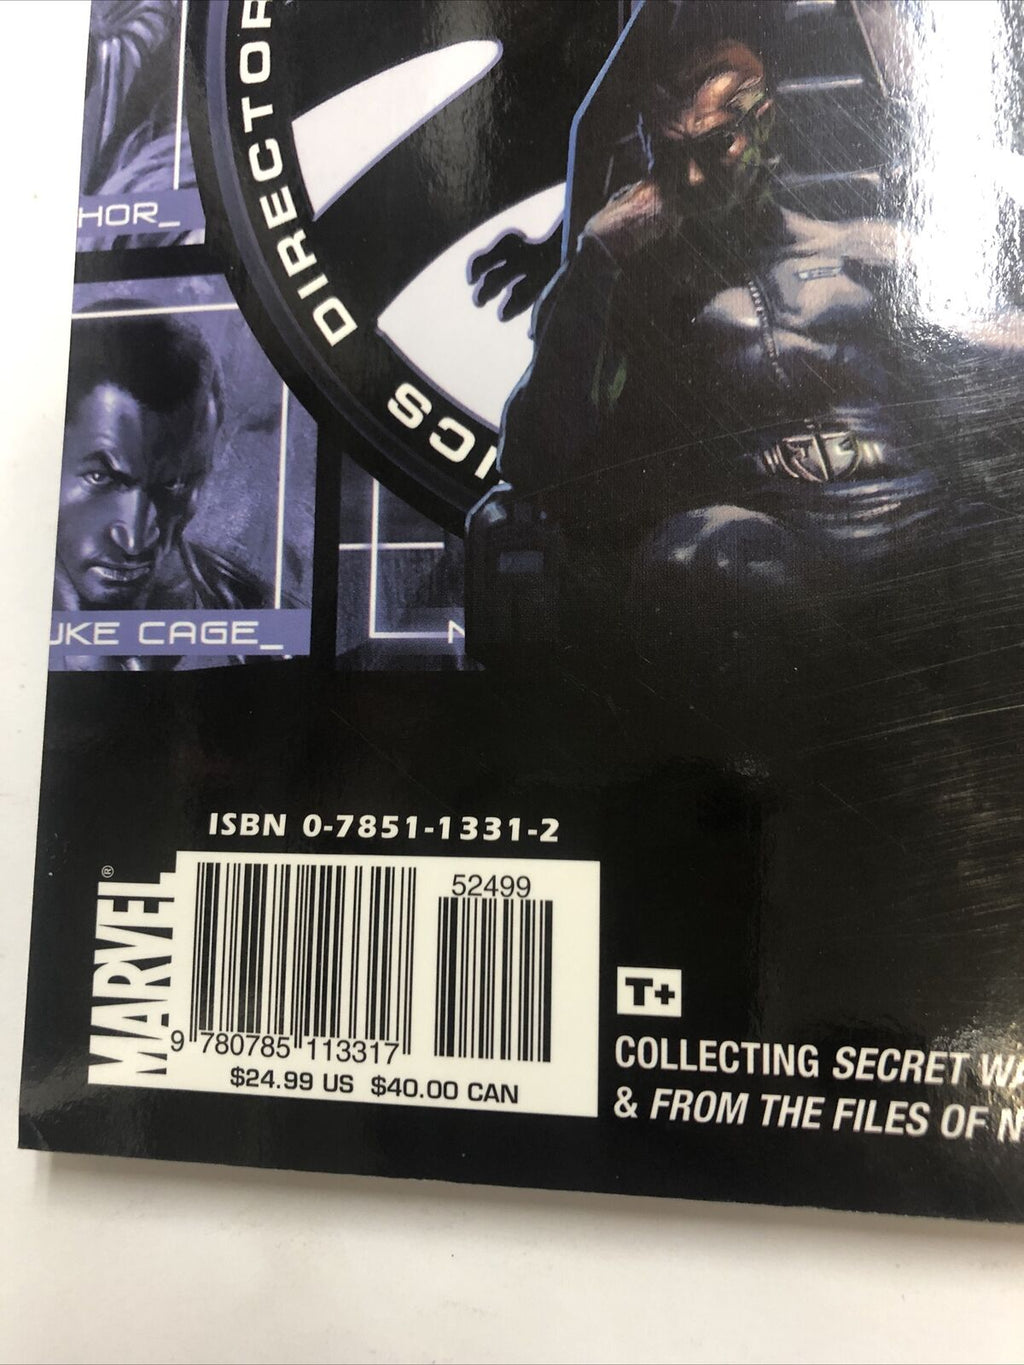 DIRECTOR
HOR_
ICS
UKE CAGE_
N
ISBN 0-7851-1331-2
MARVEL®
52499
9 780785 113317
$24.99 US $40.00 CAN
T+
COLLECTING SECRET WA
& FROM THE FILES OF N